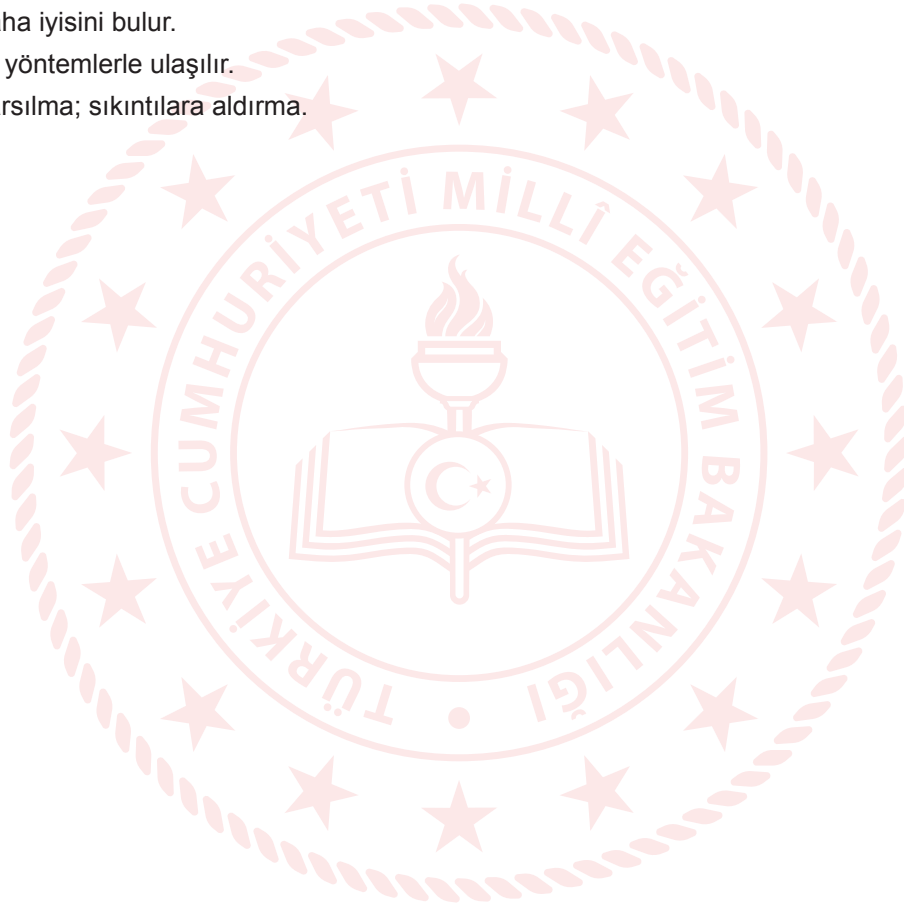 ha iyisini bulur.
yöntemlerle ulaşılır.
rsılma; sıkıntılara aldırma.
TÜRKİYE CUMHURİYETİ MİLLÎ EĞİTİM BAKANLIĞI